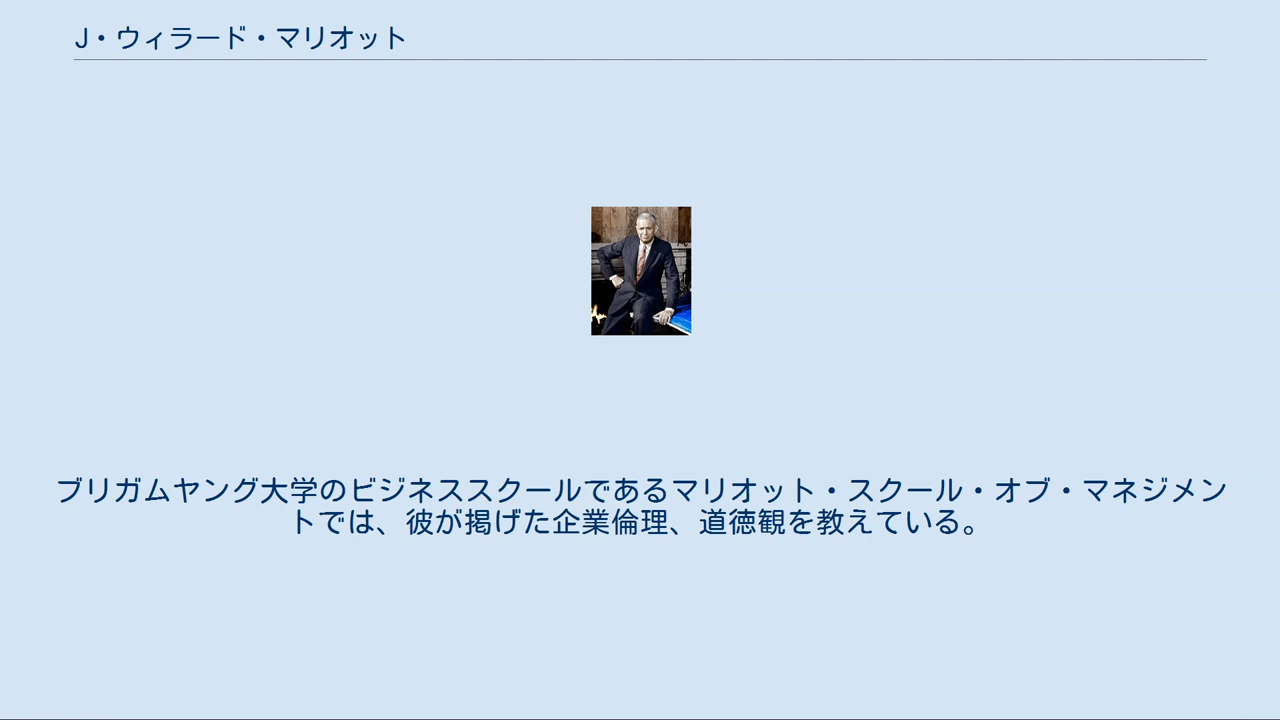 J・ウィラード・マリオット
ブリガムヤング大学のビジネススクールであるマリオット・スクール・オブ・マネジメン
トでは、彼が掲げた企業倫理、道徳観を教えている。